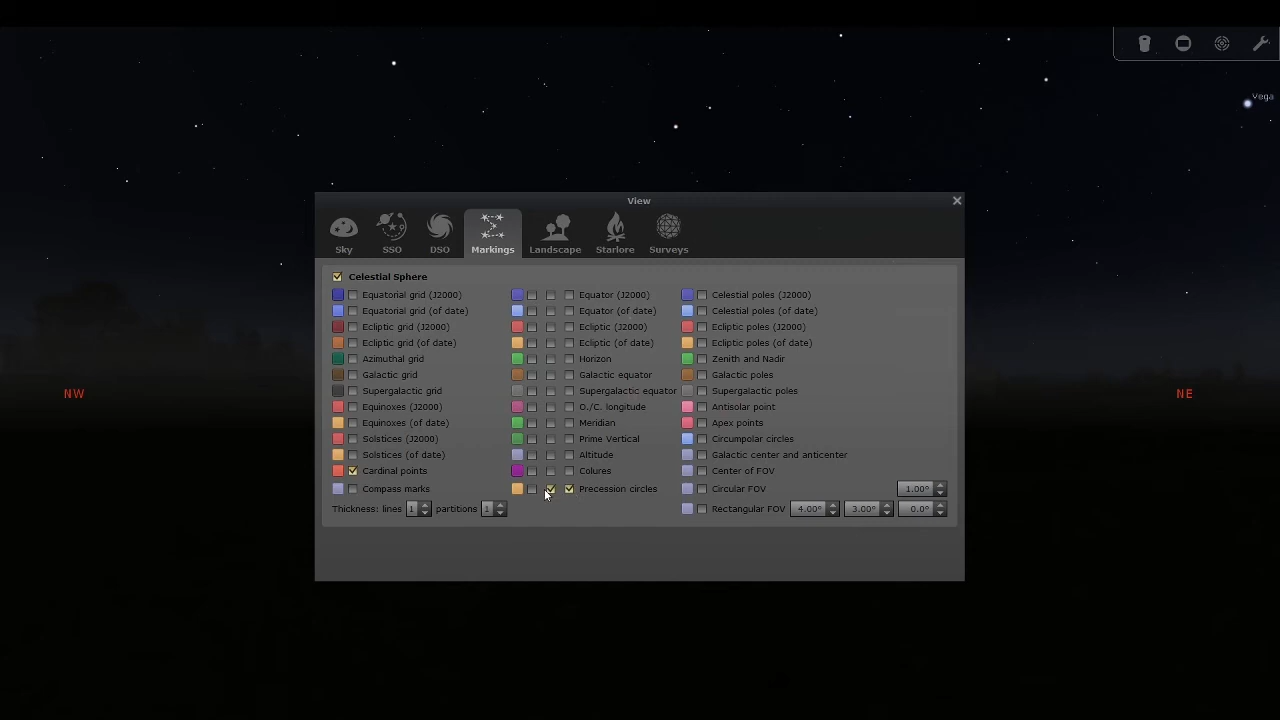 Vega
View
Sky SSO DSO Markings Landscape Starlore Surveys
Celestial Sphere
Equatorial grid (J2000) Equator (J2000) Celestial poles (J2000)
Equatorial grid (of date) Equator (of date) Celestial poles (of date)
Ecliptic grid (J2000) Ecliptic (J2000) Ecliptic poles (J2000)
Ecliptic grid (of date) Ecliptic (of date) Ecliptic poles (of date)
Azimuthal grid Horizon Zenith and Nadir
Galactic grid Galactic equator Galactic poles
NW NE
Supergalactic grid Supergalactic equator Supergalactic poles
Equinoxes (J2000) O./C. longitude Antisolar point
Equinoxes (of date) Meridian Apex points
Solstices (J2000) Prime Vertical Circumpolar circles
Solstices (of date) Altitude Galactic center and anticenter
Cardinal points Colures Center of FOV
Compass marks Precession circles Circular FOV 1.00°
Thickness: lines 1 partitions 1 Rectangular FOV 4.00° 3.00° 0.0°